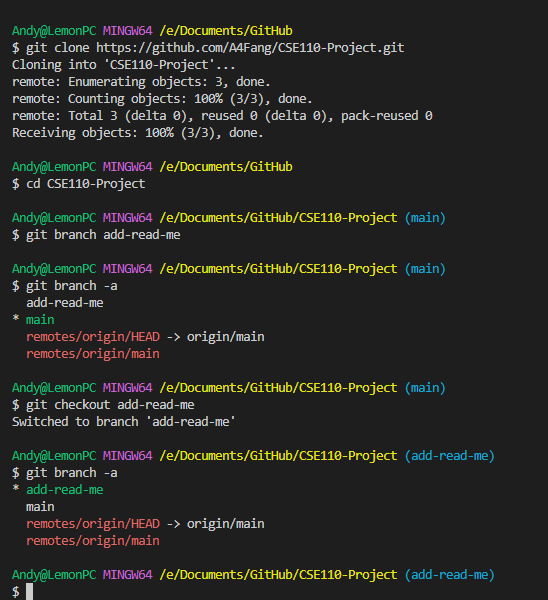 Andy@LemonPC MINGW64 /e/Documents/GitHub
$ git clone https://github.com/A4Fang/CSE110-Project.git
Cloning into 'CSE110-Project'...
remote: Enumerating objects: 3, done.
remote: Counting objects: 100% (3/3), done.
remote: Total 3 (delta 0), reused 0 (delta 0), pack-reused 0
Receiving objects: 100% (3/3), done.
Andy@LemonPC MINGW64 /e/Documents/GitHub
$ cd CSE110-Project
Andy@LemonPC MINGW64 /e/Documents/GitHub/CSE110-Project (main)
$ git branch add-read-me
Andy@LemonPC MINGW64 /e/Documents/GitHub/CSE110-Project (main)
$ git branch -a
  add-read-me
* main
  remotes/origin/HEAD -> origin/main
  remotes/origin/main
Andy@LemonPC MINGW64 /e/Documents/GitHub/CSE110-Project (main)
$ git checkout add-read-me
Switched to branch 'add-read-me'
Andy@LemonPC MINGW64 /e/Documents/GitHub/CSE110-Project (add-read-me)
$ git branch -a
* add-read-me
  main
  remotes/origin/HEAD -> origin/main
  remotes/origin/main
Andy@LemonPC MINGW64 /e/Documents/GitHub/CSE110-Project (add-read-me)
$